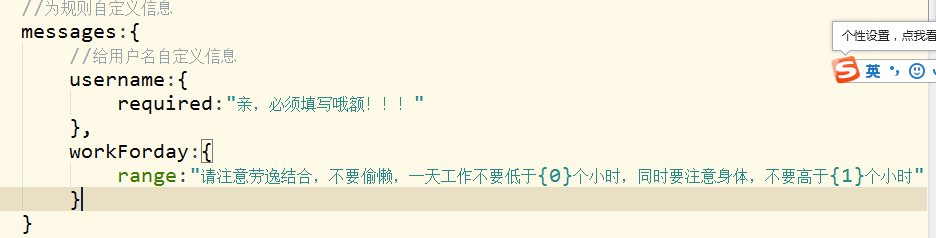 //为规则自定义信息
messages:{
//给用户名自定义信息
username:{
required:"亲，必须填写哦额！！！"
},
workForday:{
range:"请注意劳逸结合，不要偷懒，一天工作不要低于{0}个小时，同时要注意身体，不要高于{1}个小时"
}
}
个性设置，点我看
S 英